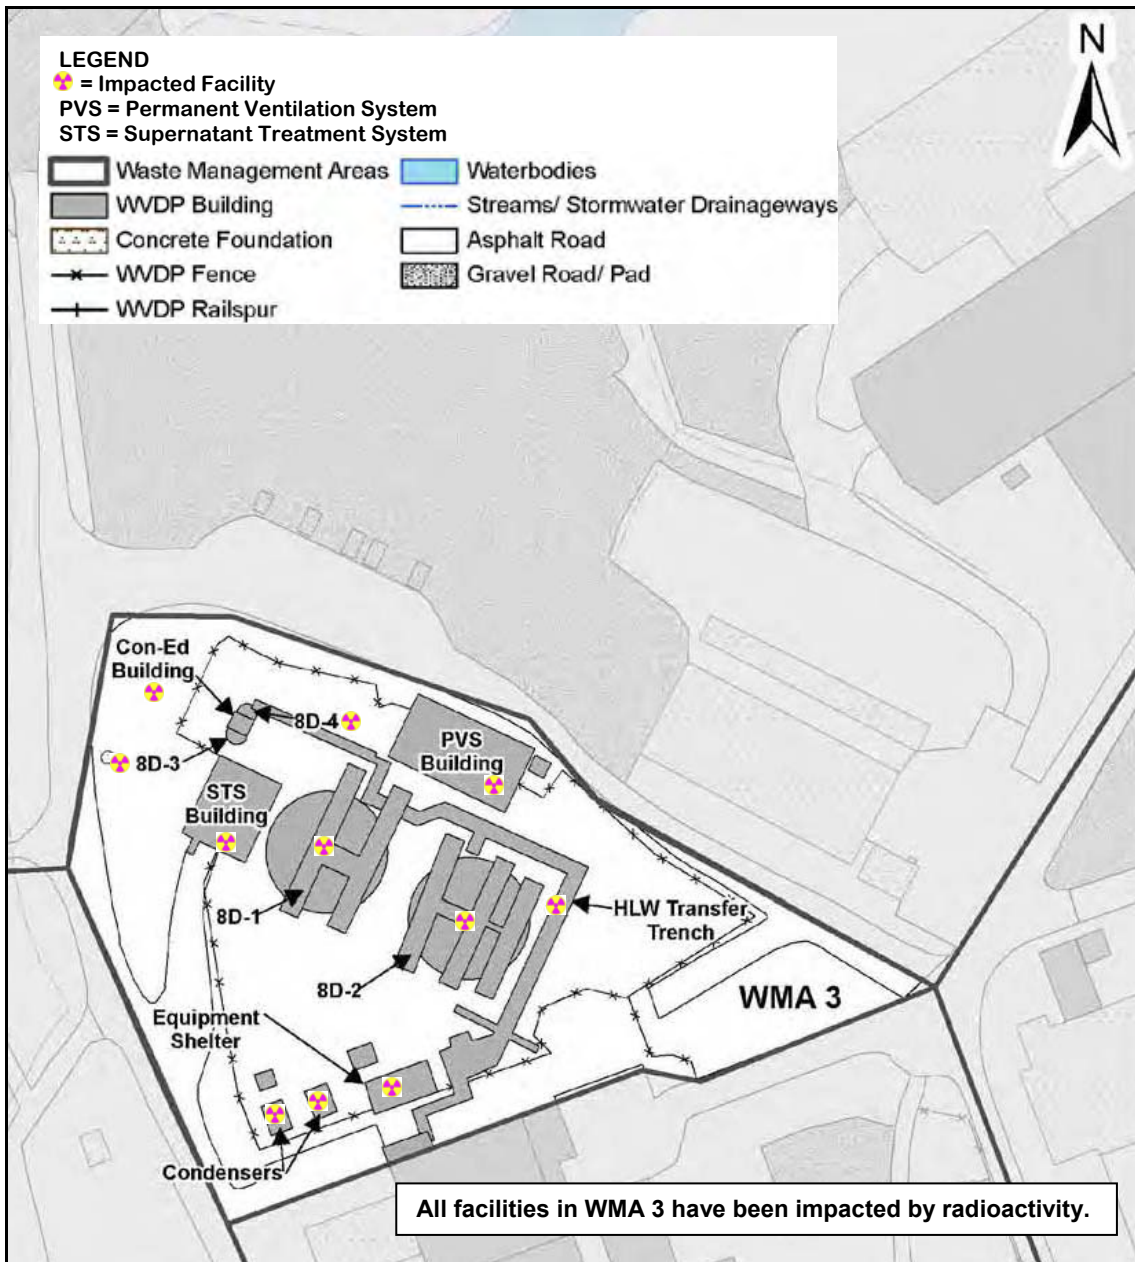 N
LEGEND
= Impacted Facility
PVS = Permanent Ventilation System
STS = Supernatant Treatment System
Waste Management Areas
WVDP Building
Concrete Foundation
WVDP Fence
WVDP Railspur
Waterbodies
Streams/ Stormwater Drainageways
Asphalt Road
Gravel Road/ Pad
Con-Ed
Building
8D-4
8D-3
PVS
Building
STS
Building
8D-1
HLW Transfer
Trench
8D-2
WMA 3
Equipment
Shelter
Condensers
All facilities in WMA 3 have been impacted by radioactivity.